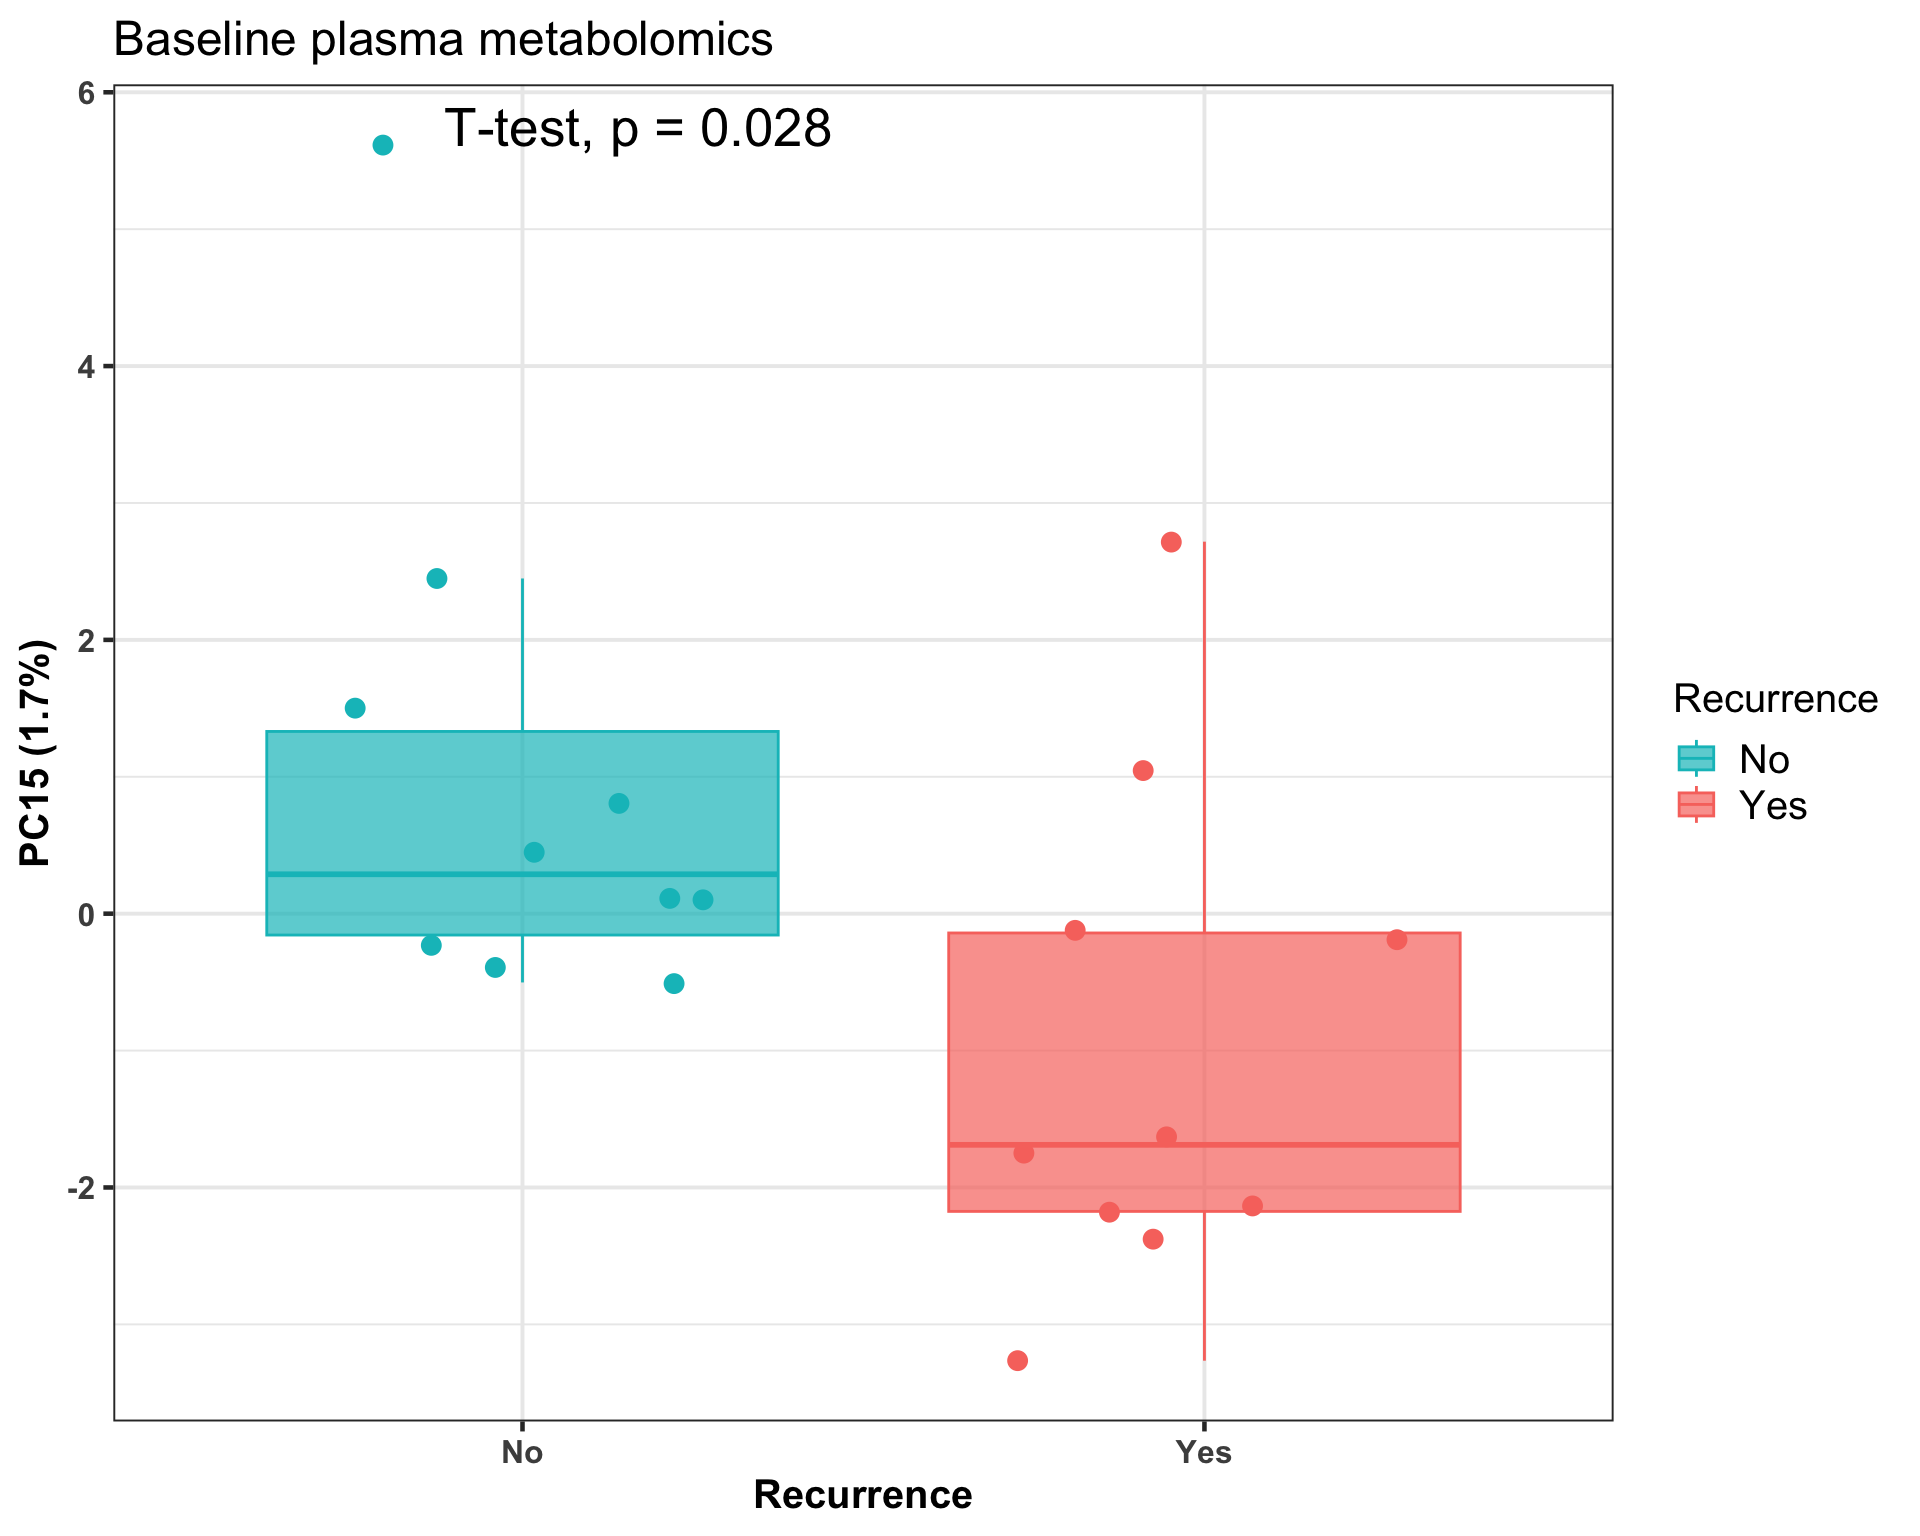 Baseline plasma metabolomics
T-test, p = 0.028
6
4
2
0
-2
PC15 (1.7%)
No
Yes
Recurrence
Recurrence
No
Yes